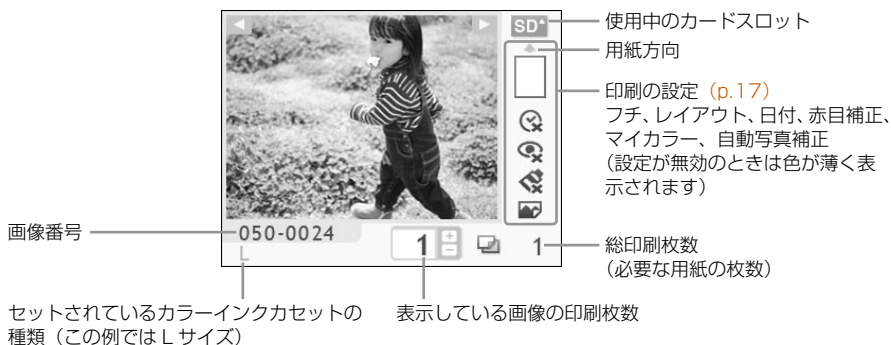 SD
使用中のカードスロット
用紙方向
印刷の設定（p.17）
フチ、レイアウト、日付、赤目補正、
マイカラー、自動写真補正
（設定が無効のときは色が薄く表
示されます）
画像番号
050-0024
L
1
+
-
1
総印刷枚数
（必要な用紙の枚数）
セットされているカラーインクカセットの
種類（この例では L サイズ）
表示している画像の印刷枚数